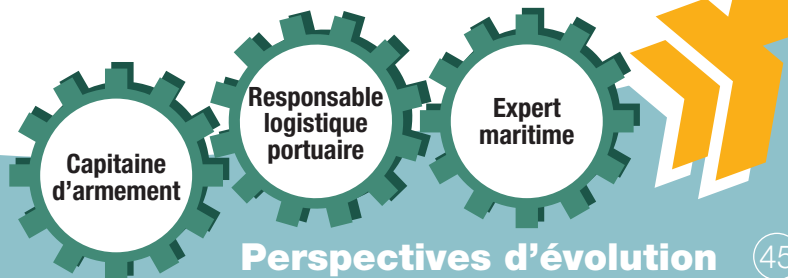 Capitaine
d'armement
Responsable
logistique
portuaire
Expert
maritime
Perspectives d'évolution
45